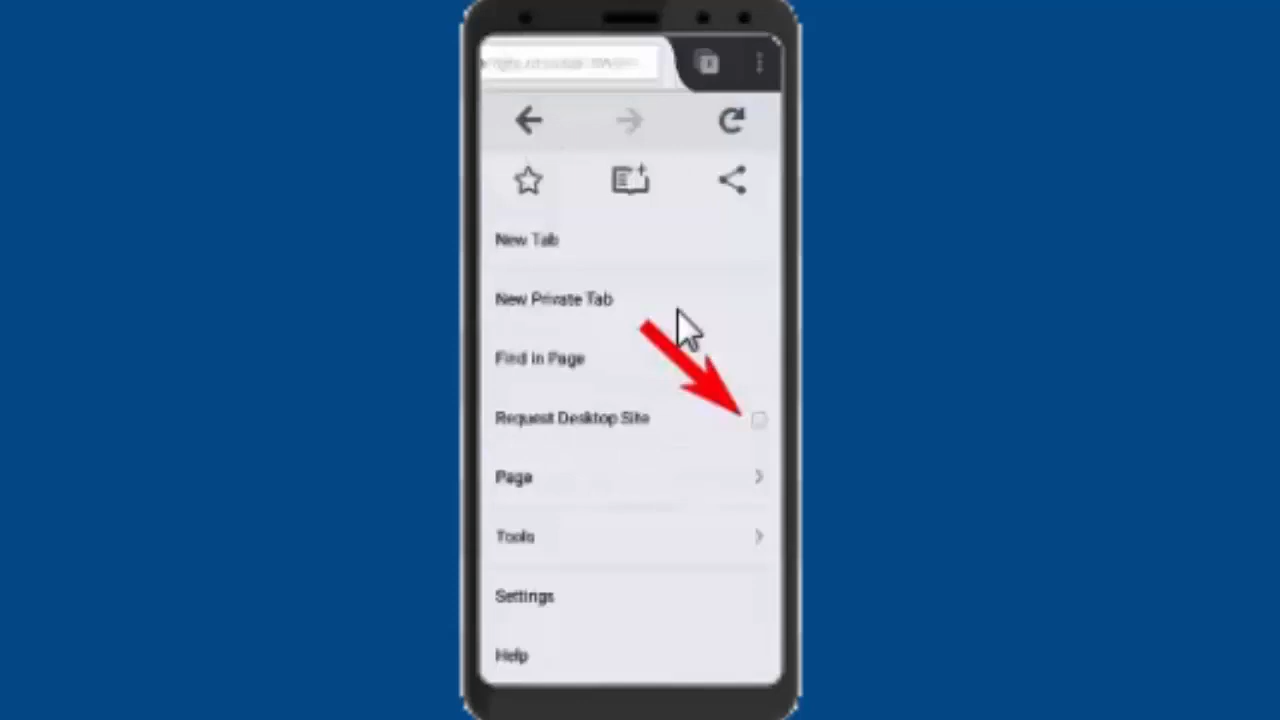 New Tab
New Private Tab
Find in Page
Request Desktop Site
Page
Tools
Settings
Help